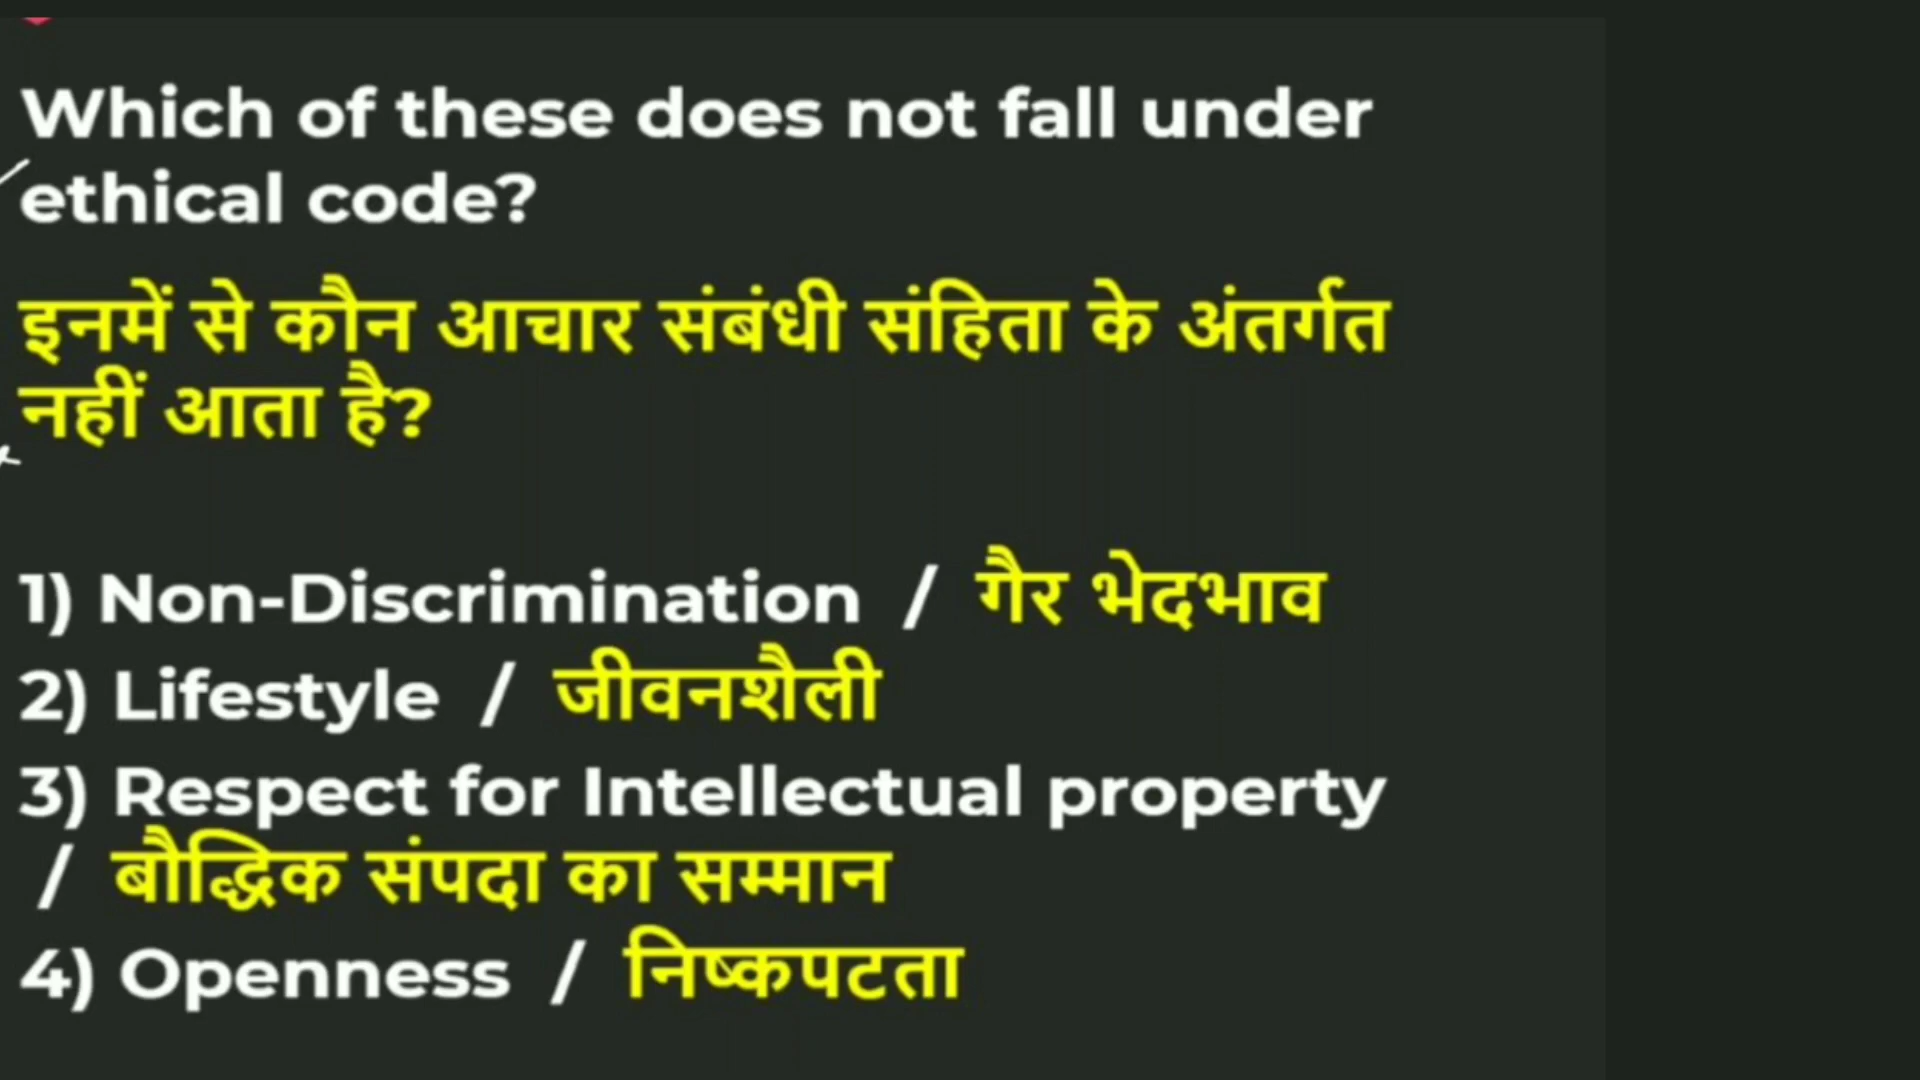 Which of these does not fall under
ethical code?
इनमें से कौन आचार संबंधी संहिता के अंतर्गत
नहीं आता है?
1) Non-Discrimination / गैर भेदभाव
2) Lifestyle / जीवनशैली
3) Respect for Intellectual property
/ बौद्धिक संपदा का सम्मान
4) Openness / निष्कपटता